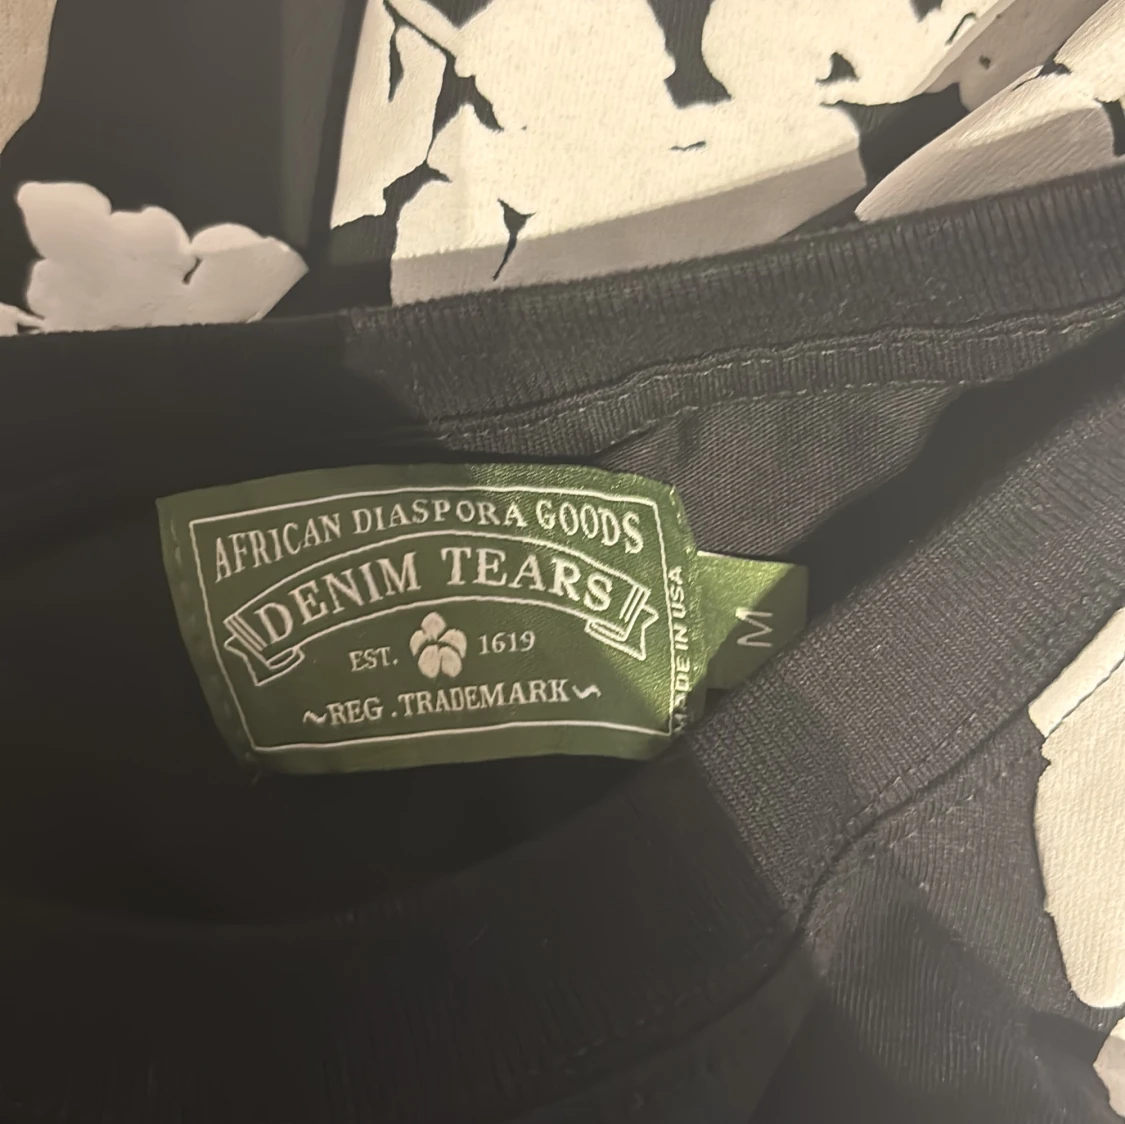 AFRICAN DIASPORA GOODS
DENIM TEARS
EST. 1619
~REG .TRADEMARK~
MADE IN USA
M